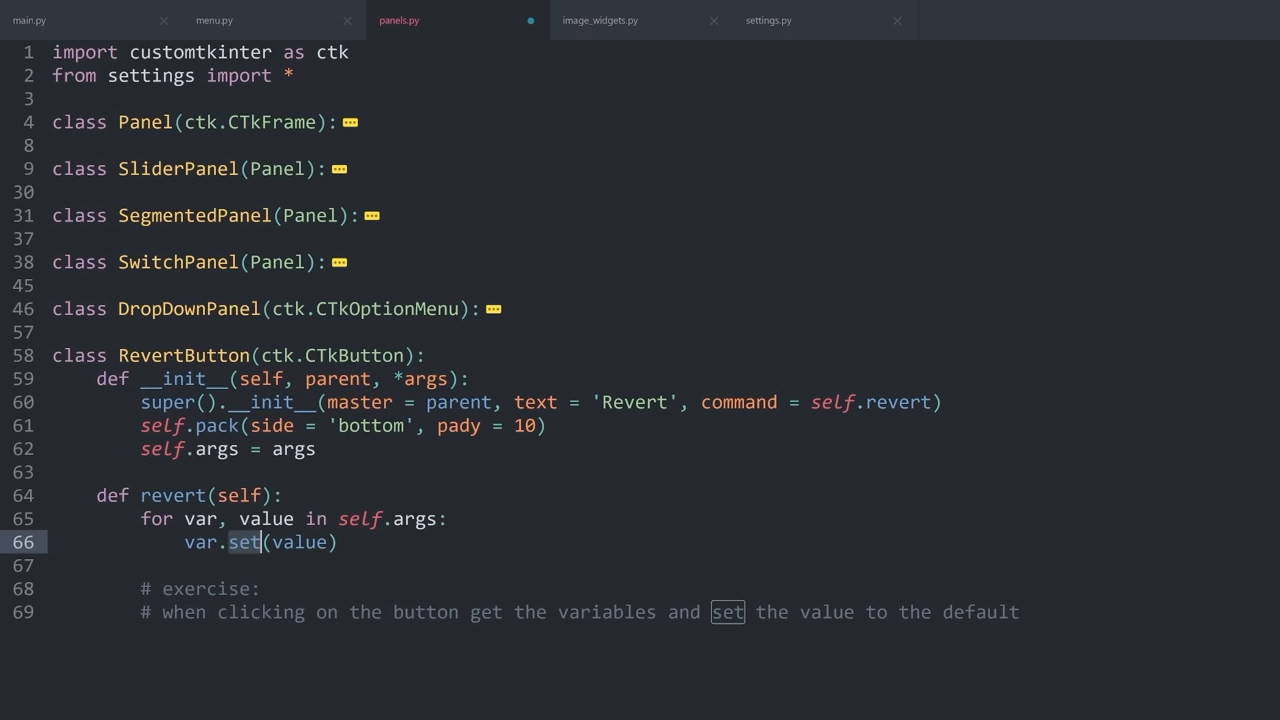 main.py menu.py panels.py image_widgets.py settings.py
1 import customtkinter as ctk
2 from settings import *
3
4 class Panel(ctk.CTkFrame):
8
9 class SliderPanel(Panel):
30
31 class SegmentedPanel(Panel):
37
38 class SwitchPanel(Panel):
45
46 class DropDownPanel(ctk.CTkOptionMenu):
57
58 class RevertButton(ctk.CTkButton):
59     def __init__(self, parent, *args):
60         super().__init__(master = parent, text = 'Revert', command = self.revert)
61         self.pack(side = 'bottom', pady = 10)
62         self.args = args
63
64     def revert(self):
65         for var, value in self.args:
66             var.set(value)
67
68         # exercise:
69         # when clicking on the button get the variables and set the value to the default